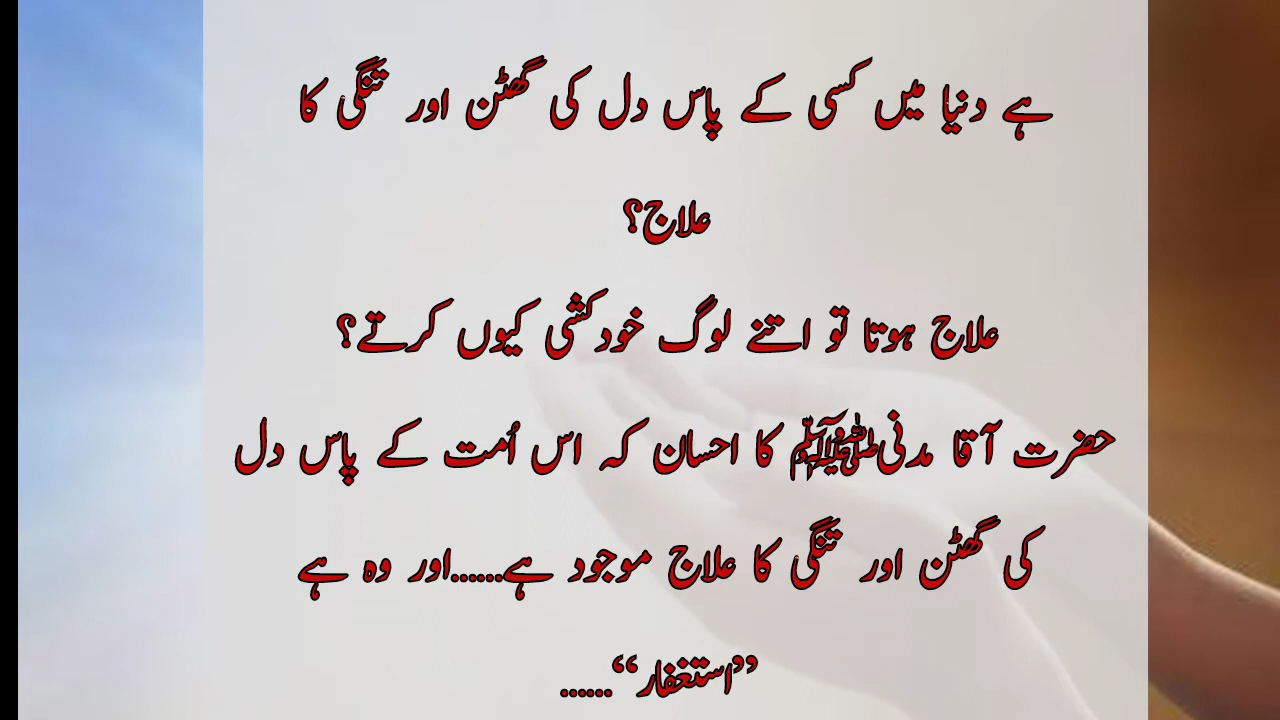 ہے دنیا میں کسی کے پاس دل کی گھٹن اور تنگی کا
علاج؟
علاج ہوتا تو اتنے لوگ خودکشی کیوں کرتے؟
حضرت آقا مدنیﷺ کا احسان کہ اس اُمت کے پاس دل
کی گھٹن اور تنگی کا علاج موجود ہے......اور وہ ہے
”استغفار“......